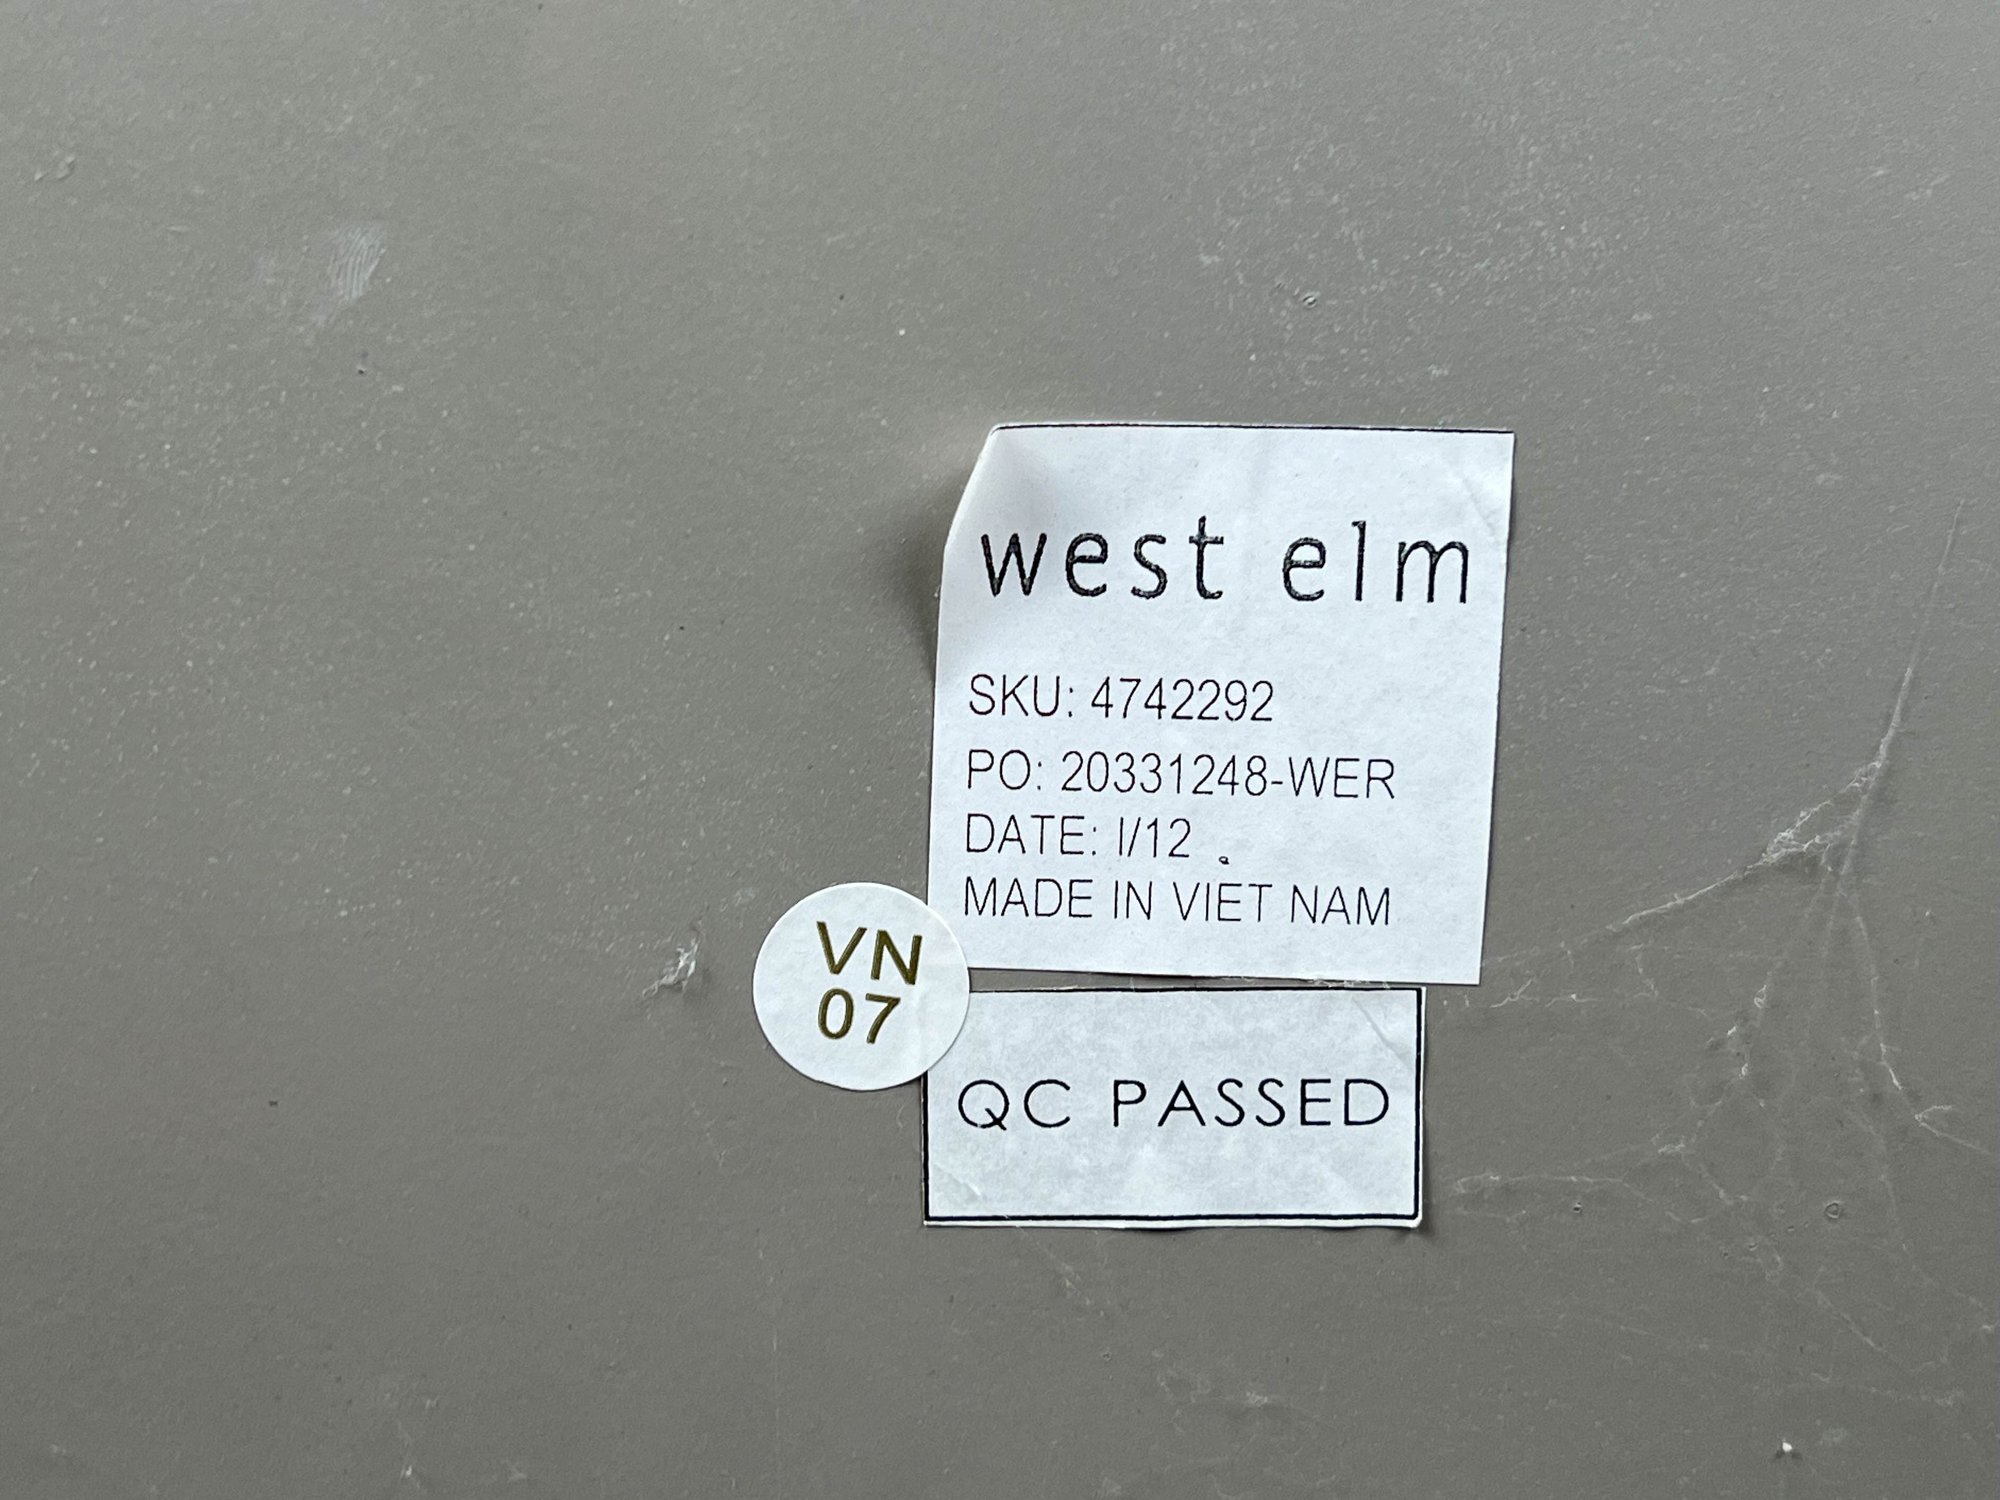 west elm
SKU: 4742292
PO: 20331248-WER
DATE: I/12
MADE IN VIET NAM
VN
07
QC PASSED